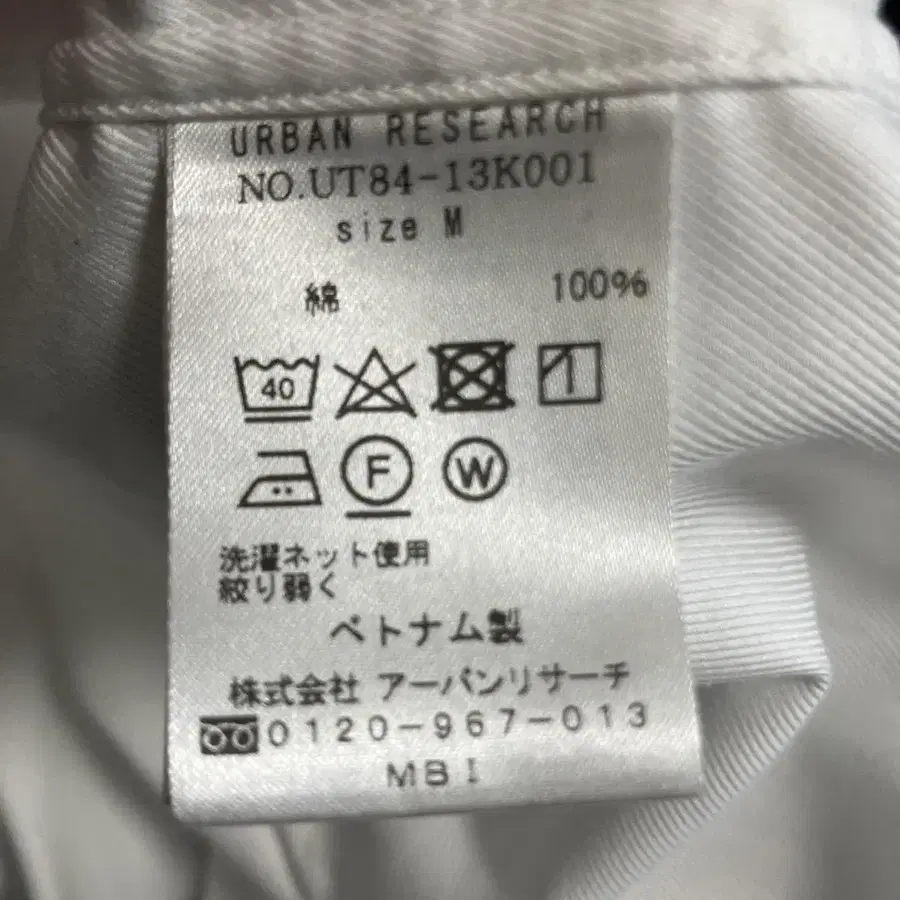 URBAN RESEARCH
NO.UT84-13K001
size M
綿 100%
40
F W
洗濯ネット使用
絞り弱く
ベトナム製
株式会社 アーバンリサーチ
0120-967-013
MBI